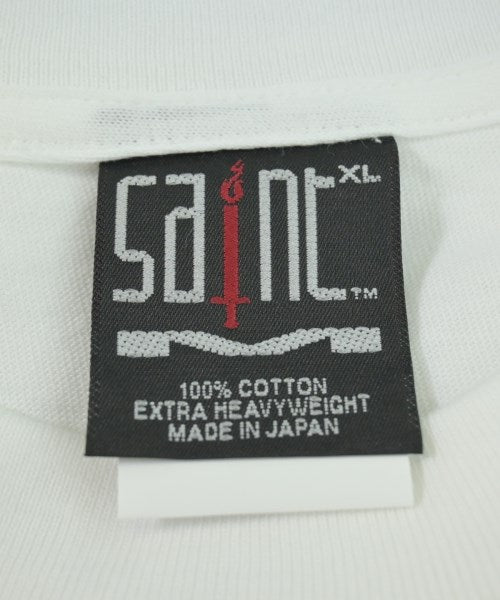 saint XL
TM
100% COTTON
EXTRA HEAVYWEIGHT
MADE IN JAPAN